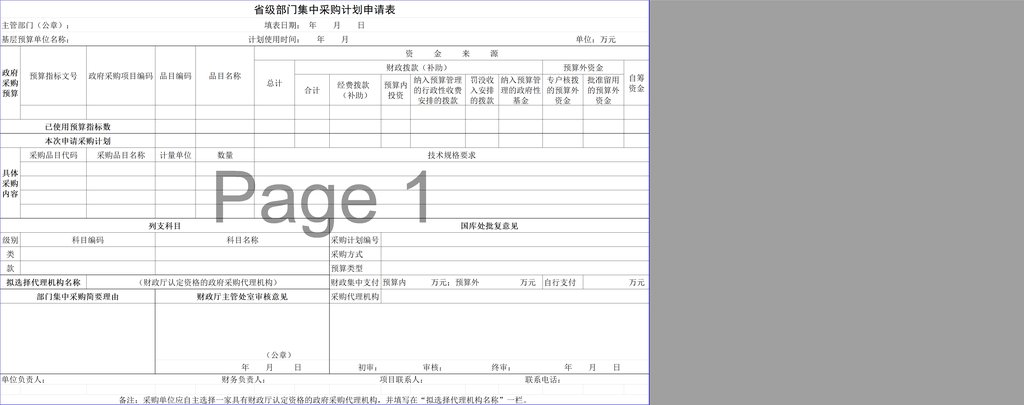 省级部门集中采购计划申请表
主管部门（公章）： 填表日期： 年 月 日
基层预算单位名称： 计划使用时间： 年 月 单位：万元
政府采购预算 预算指标文号 政府采购项目编码 品目编码 品目名称 资 金 来 源
总计 财政拨款（补助） 预算外资金 自筹资金
合计 经费拨款（补助） 预算内投资 纳入预算管理的行政性收费安排的拨款 罚没收入安排的拨款 纳入预算管理的政府性基金 专户核拨的预算外资金 批准留用的预算外资金
已使用预算指标数
本次申请采购计划
具体采购内容 采购品目代码 采购品目名称 计量单位 数量 技术规格要求
Page 1
列支科目 国库处批复意见
级别 科目编码 科目名称 采购计划编号
类 采购方式
款 预算类型
拟选择代理机构名称 （财政厅认定资格的政府采购代理机构） 财政集中支付 预算内 万元；预算外 万元 自行支付 万元
部门集中采购简要理由 财政厅主管处室审核意见 采购代理机构
（公章）
年 月 日 初审： 审核： 终审： 年 月 日
单位负责人： 财务负责人： 项目联系人： 联系电话：
备注：采购单位应自主选择一家具有财政厅认定资格的政府采购代理机构，并填写在“拟选择代理机构名称”一栏。